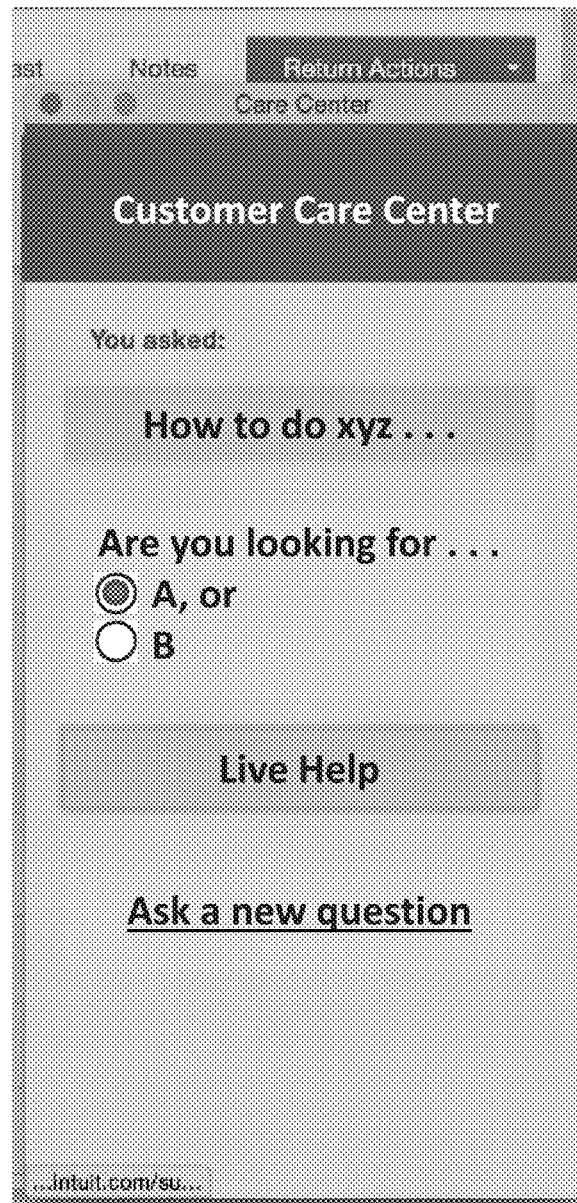 Notes Return Actions
Care Center
Customer Care Center
You asked:
How to do xyz . . .
Are you looking for . . .
A, or
B
Live Help
Ask a new question
...intuit.com/su...